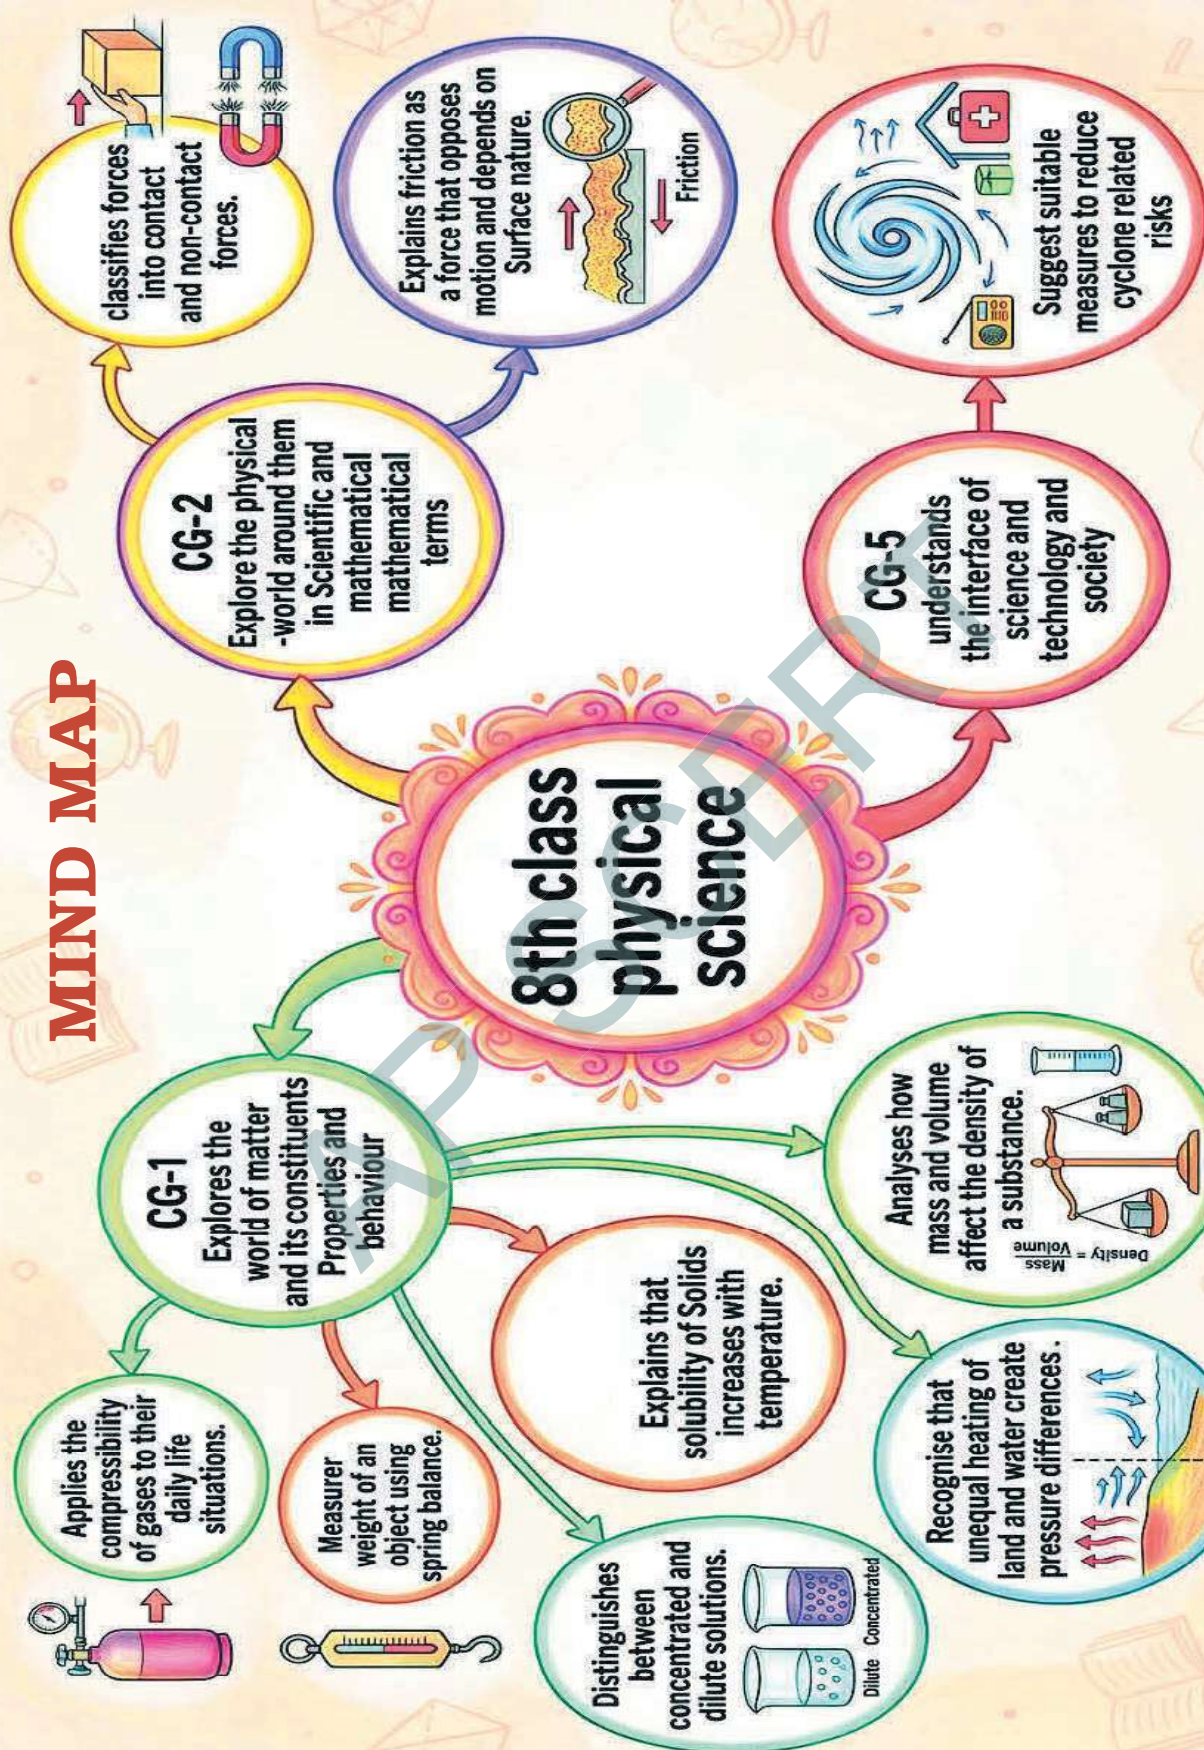 MIND MAP
CG-1
Explores the
world of matter
and its constituents
Properties and
behaviour
Applies the
compressibility
of gases to their
daily life
situations.
Measurer
weight of an
object using
spring balance.
Distinguishes
between
concentrated and
dilute solutions.
Dilute Concentrated
Explains that
solubility of Solids
increases with
temperature.
Recognise that
unequal heating of
land and water create
pressure differences .
Analyses how
mass and volume
affect the density of
a substance.
Density = Mass
Volume
8th class
physical
science
CG-2
Explore the physical
-world around them
in Scientific and
mathematical
mathematical
terms
classifies forces
into contact
and non-contact
forces.
Explains friction as
a force that opposes
motion and depends on
Surface nature.
Friction
CG-5
understands
the interface of
science and
technology and
society
Suggest suitable
measures to reduce
cyclone related
risks
AP SCERT